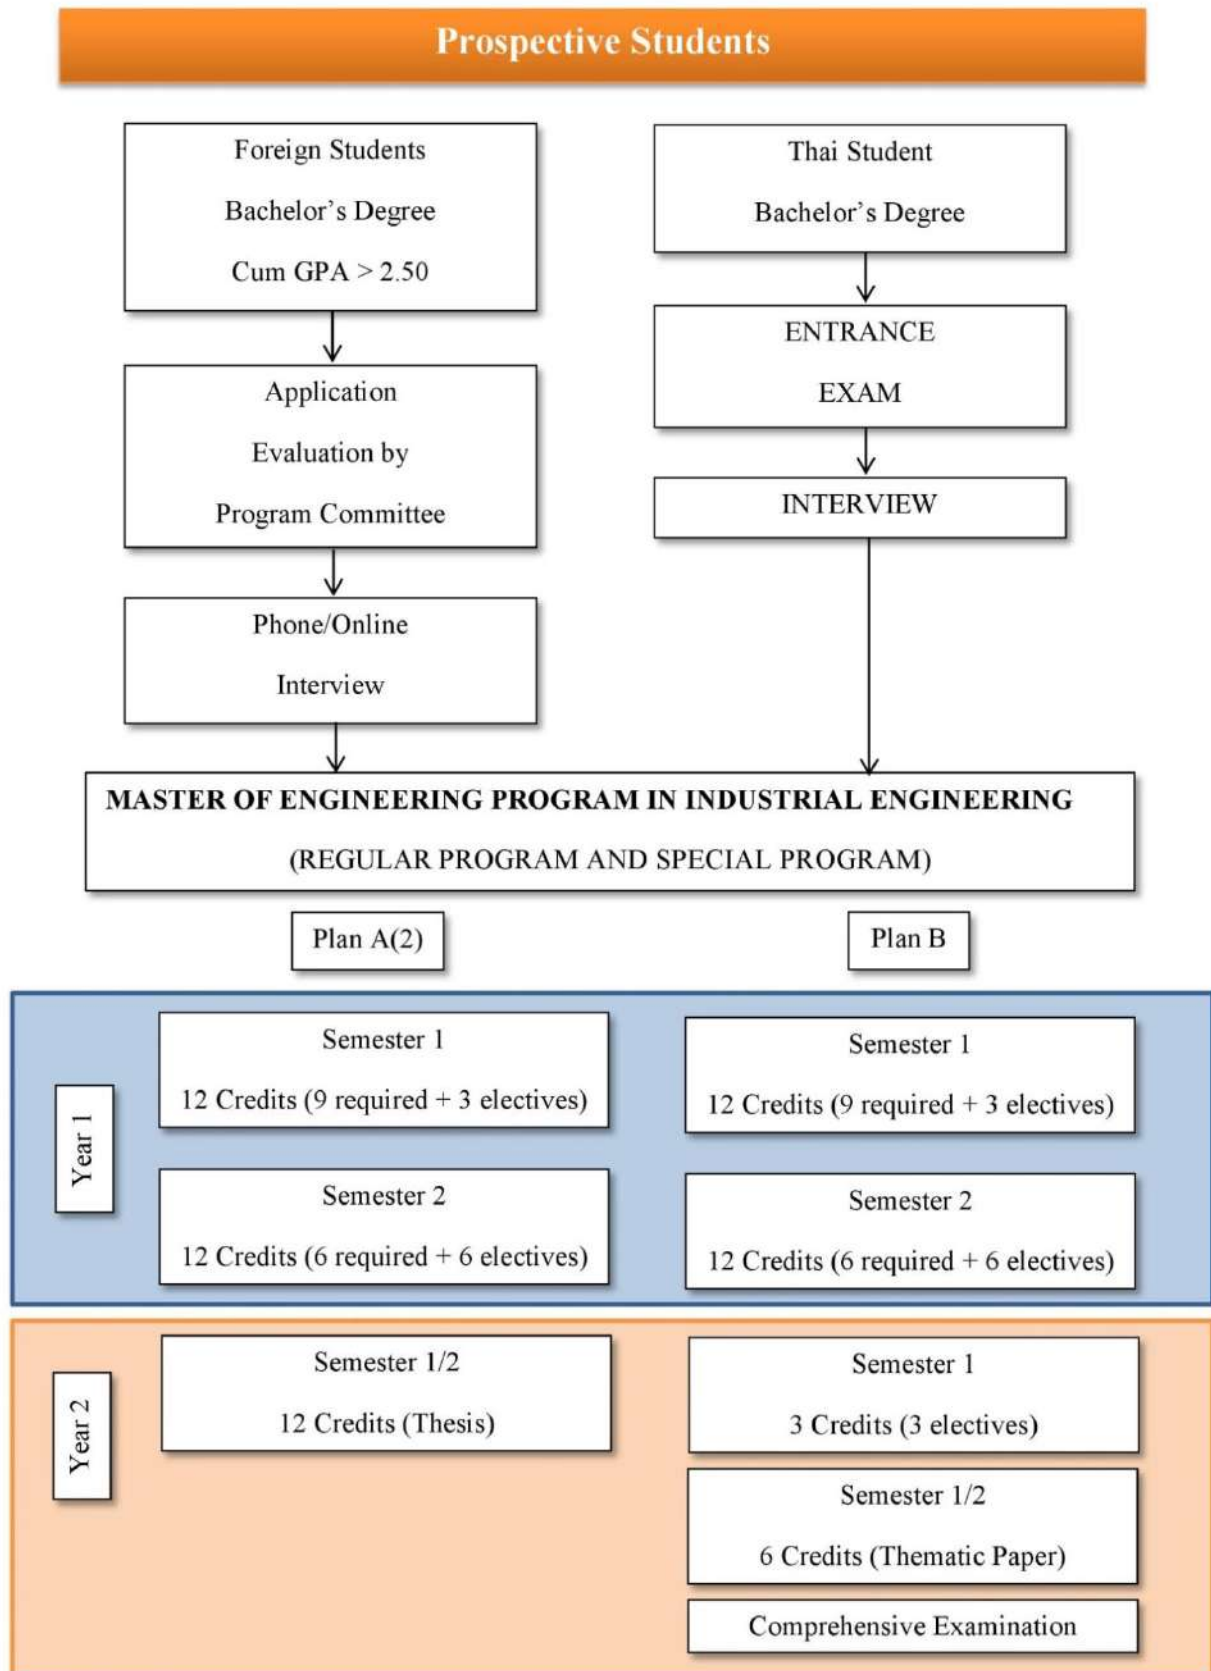 Prospective Students
Foreign Students
Bachelor’s Degree
Cum GPA > 2.50
Application
Evaluation by
Program Committee
Phone/Online
Interview
Thai Student
Bachelor’s Degree
ENTRANCE
EXAM
INTERVIEW
MASTER OF ENGINEERING PROGRAM IN INDUSTRIAL ENGINEERING
(REGULAR PROGRAM AND SPECIAL PROGRAM)
Plan A(2)
Plan B
Year 1
Semester 1
12 Credits (9 required + 3 electives)
Semester 2
12 Credits (6 required + 6 electives)
Semester 1
12 Credits (9 required + 3 electives)
Semester 2
12 Credits (6 required + 6 electives)
Year 2
Semester 1/2
12 Credits (Thesis)
Semester 1
3 Credits (3 electives)
Semester 1/2
6 Credits (Thematic Paper)
Comprehensive Examination